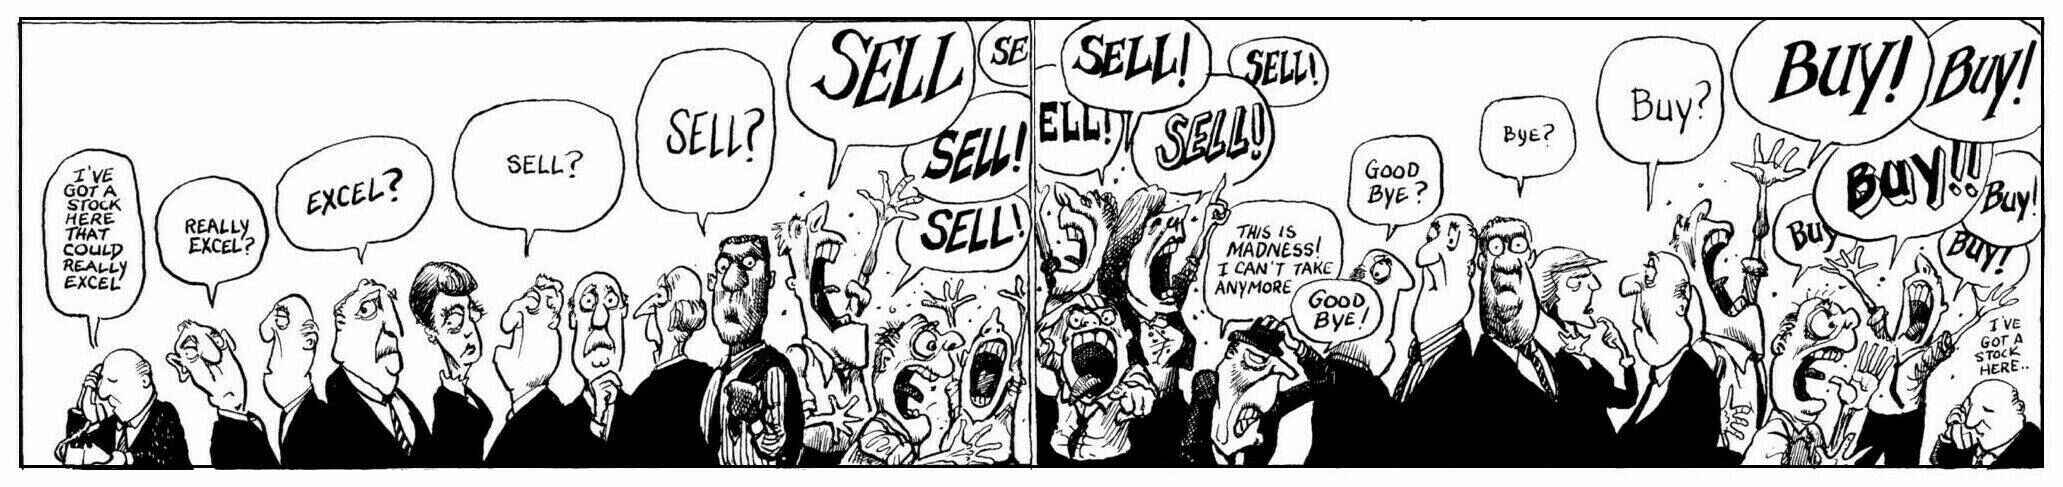 I'VE
GOT A
STOCK
HERE
THAT
COULD
REALLY
EXCEL
REALLY
EXCEL?
EXCEL?
SELL?
SELL?
SELL
SE
SELL!
SELL!
SELL!
SELL!
ELL!
SELL!
THIS IS
MADNESS!
I CAN'T TAKE
ANYMORE
GOOD
BYE!
GOOD
BYE?
BYE?
Buy?
BUY!
BUY!
BUY!!
BUY!
BUY
BUY!
I'VE
GOT A
STOCK
HERE..